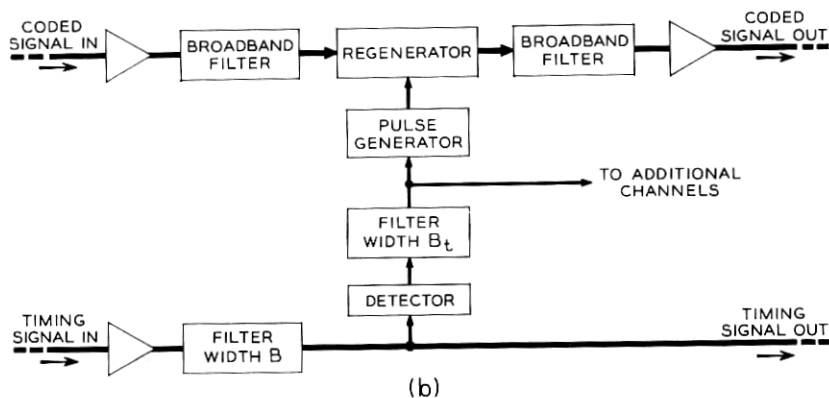 CODED
SIGNAL IN
BROADBAND
FILTER
REGENERATOR
BROADBAND
FILTER
CODED
SIGNAL OUT
PULSE
GENERATOR
TO ADDITIONAL
CHANNELS
FILTER
WIDTH Bt
DETECTOR
TIMING
SIGNAL IN
FILTER
WIDTH B
TIMING
SIGNAL OUT
(b)